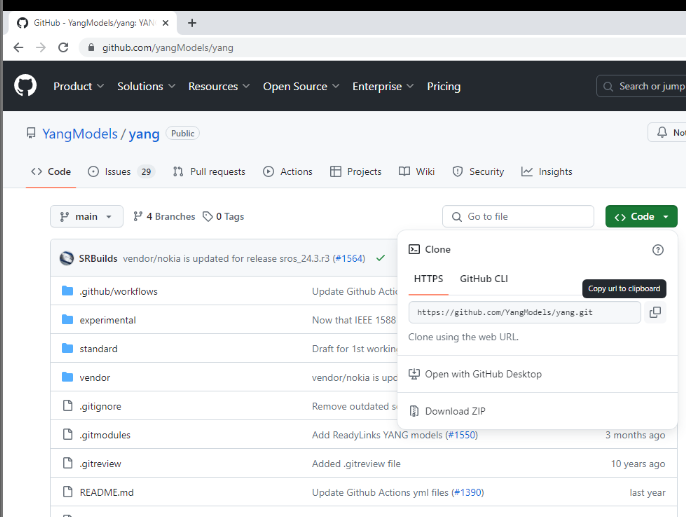 GitHub - YangModels/yang: YAN
github.com/yangModels/yang
Product Solutions Resources Open Source Enterprise Pricing Search or jump
YangModels / yang Public Not
Code Issues 29 Pull requests Actions Projects Wiki Security Insights
main 4 Branches 0 Tags Go to file Code
SRBuilds vendor/nokia is updated for release sros_24.3.r3 (#1564)
Clone
HTTPS GitHub CLI
Copy url to clipboard
https://github.com/YangModels/yang.git
Clone using the web URL.
Open with GitHub Desktop
Download ZIP
.github/workflows Update Github Actio
experimental Now that IEEE 1588
standard Draft for 1st working
vendor vendor/nokia is upd
.gitignore Remove outdated s
.gitmodules Add ReadyLinks YANG models (#1550) 3 months ago
.gitreview Added .gitreview file 10 years ago
README.md Update Github Actions yml files (#1390) last year